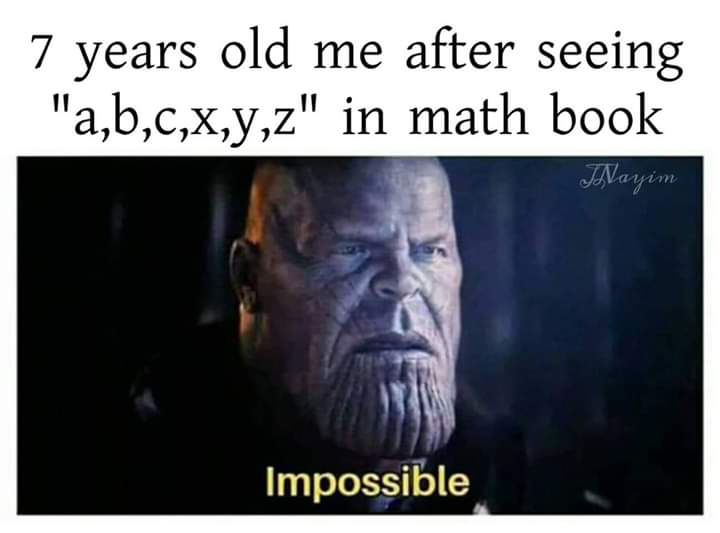 7 years old me after seeing
"a,b,c,x,y,z" in math book
JNayim
Impossible